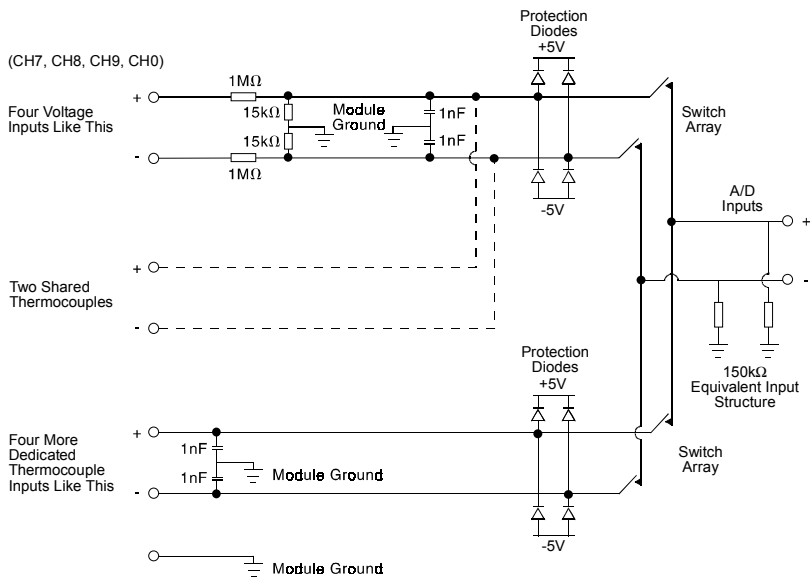 Protection
Diodes
+5V
(CH7, CH8, CH9, CH0)
1MΩ
+
Four Voltage
Inputs Like This
15kΩ
15kΩ
Module
Ground
1nF
1nF
Switch
Array
-
1MΩ
-5V
A/D
Inputs
+
-
+
Two Shared
Thermocouples
-
Protection
Diodes
+5V
150kΩ
Equivalent Input
Structure
+
Four More
Dedicated
Thermocouple
Inputs Like This
1nF
1nF
Module Ground
Switch
Array
-
-5V
Module Ground